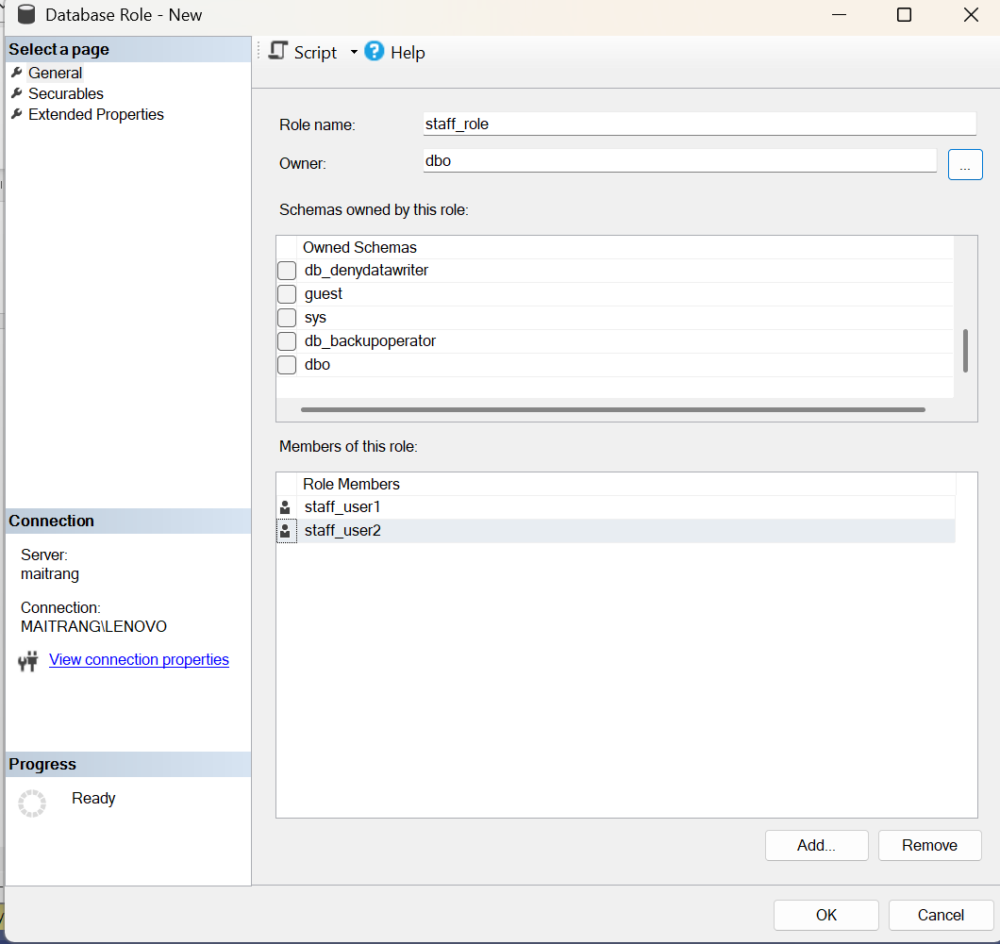 Database Role - New
Select a page
General
Securables
Extended Properties
Script
Help
Role name:
staff_role
Owner:
dbo
...
Schemas owned by this role:
Owned Schemas
db_denydatawriter
guest
sys
db_backupoperator
dbo
Members of this role:
Role Members
staff_user1
staff_user2
Connection
Server:
maitrang
Connection:
MAITRANG\LENOVO
View connection properties
Progress
Ready
Add...
Remove
OK
Cancel